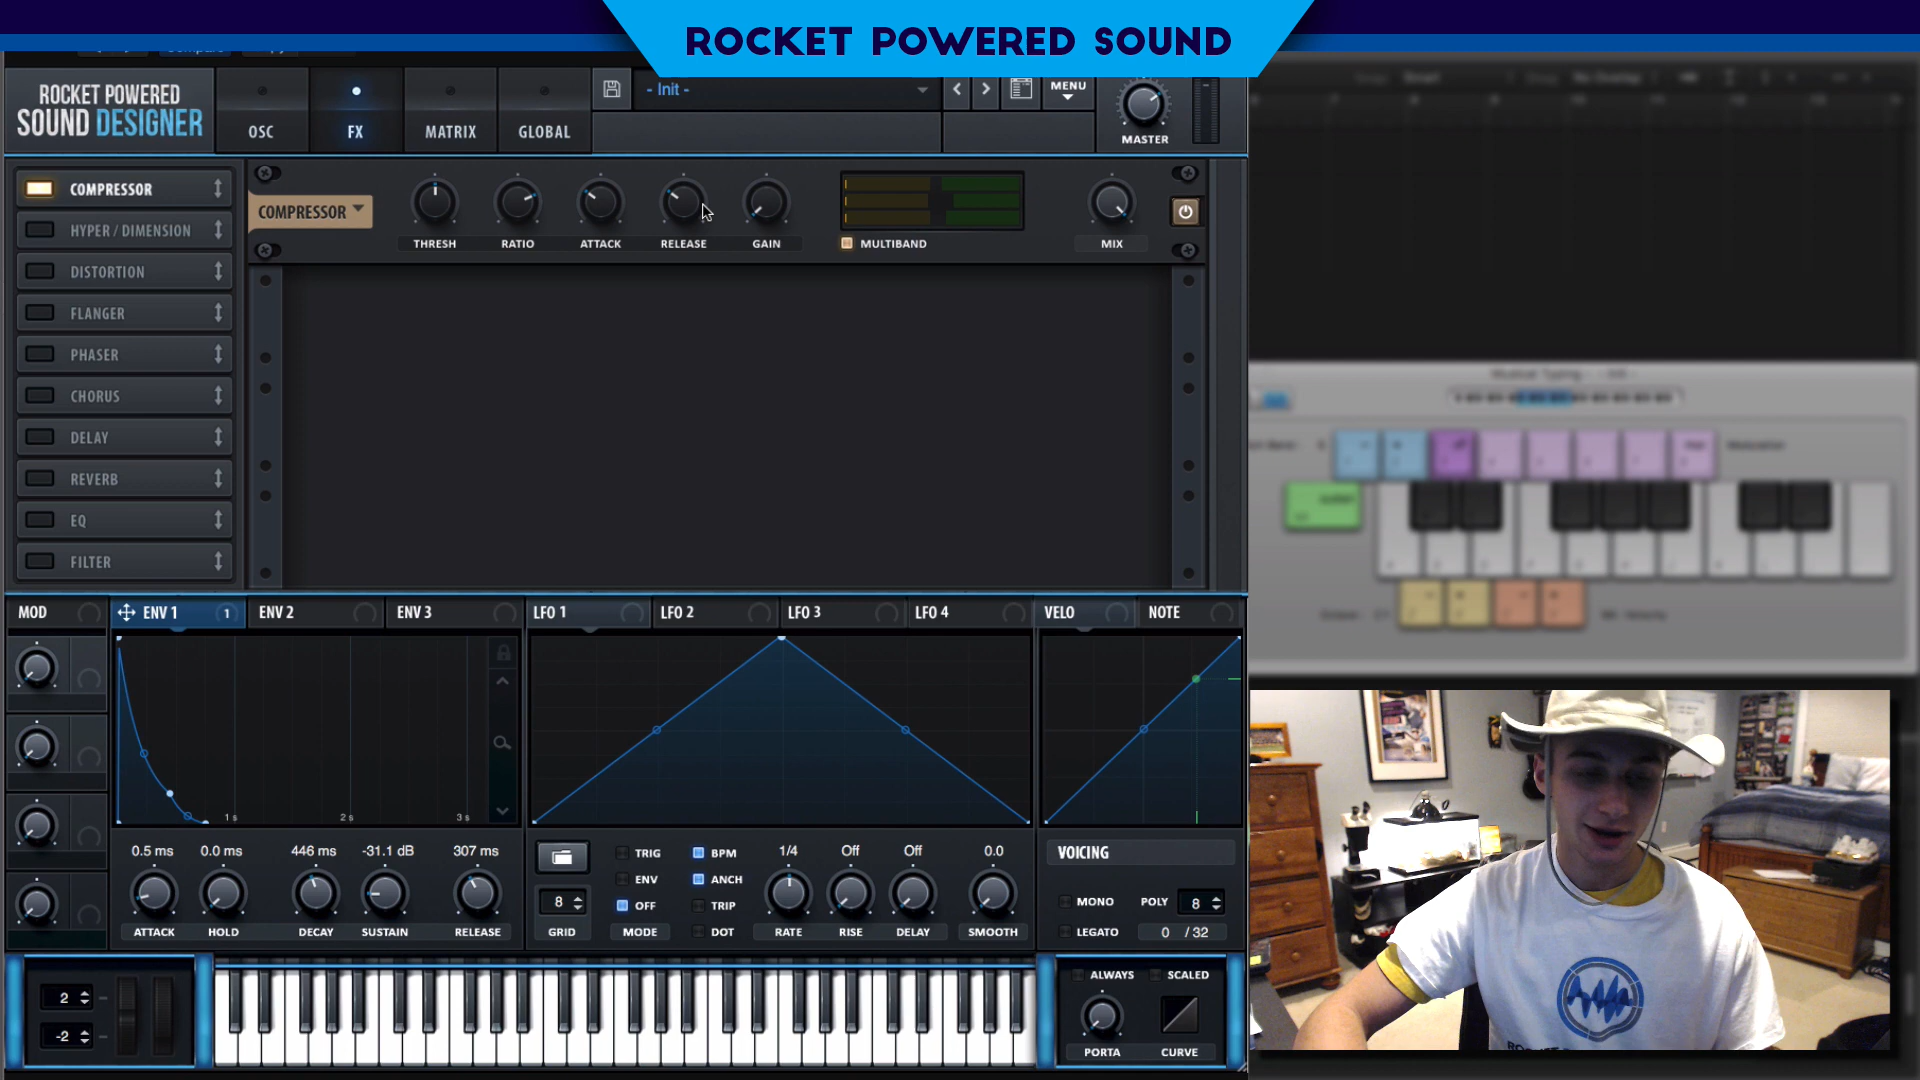 ROCKET POWERED SOUND
ROCKET POWERED
SOUND DESIGNER
OSC
FX
MATRIX
GLOBAL
- Init -
MENU
MASTER
COMPRESSOR
HYPER / DIMENSION
DISTORTION
FLANGER
PHASER
CHORUS
DELAY
REVERB
EQ
FILTER
COMPRESSOR
THRESH
RATIO
ATTACK
RELEASE
GAIN
MULTIBAND
MIX
MOD
ENV 1
1
ENV 2
ENV 3
LFO 1
LFO 2
LFO 3
LFO 4
VELO
NOTE
1 s
2 s
3 s
0.5 ms
0.0 ms
446 ms
-31.1 dB
307 ms
ATTACK
HOLD
DECAY
SUSTAIN
RELEASE
8
GRID
TRIG
ENV
OFF
MODE
BPM
ANCH
TRIP
DOT
1/4
Off
Off
0.0
RATE
RISE
DELAY
SMOOTH
VOICING
MONO
POLY
8
LEGATO
0 / 32
2
-2
ALWAYS
SCALED
PORTA
CURVE